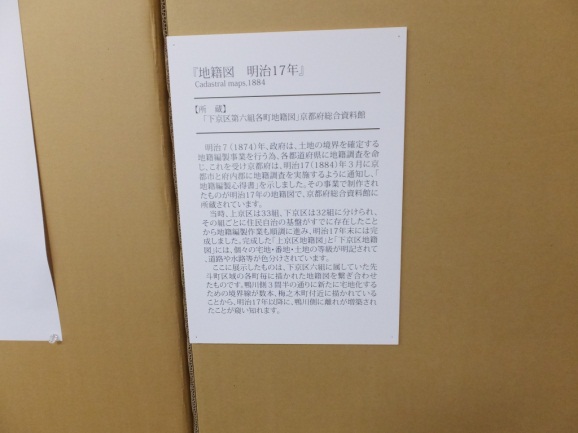 『地籍図　明治17年』
Cadastral maps,1884
【所　蔵】
「下京区第六組各町地籍図」京都府総合資料館
明治7(1874)年、政府は、土地の境界を確定する
地籍編製事業を行う為、各都道府県に地籍調査を命
じ、これを受け京都府は、明治17(1884)年３月に京
都市と府内郡に地籍調査を実施するように通知し、「
地籍編製心得書」を示しました。その事業で制作され
たものが明治17年の地籍図で、京都府総合資料館に
所蔵されています。
当時、上京区は33組、下京区は32組に分けられ、
その組ごとに住民自治の基盤がすでに存在したこと
から地籍編製作業も順調に進み、明治17年末には完
成しました。完成した「上京区地籍図」と「下京区地籍
図」には、個々の宅地・番地・土地の等級が明記されて
、道路や水路等が色分けされています。
ここに展示したものは、下京区六組に属していた先
斗町区域の各町毎に描かれた地籍図を繋ぎ合わせ
たものです。鴨川側３間半の通りに新たに宅地化する
ための境界線が数本、梅之木町付近に描かれている
ことから、明治17年以降に、鴨川側に離れが増築され
たことが窺い知れます。